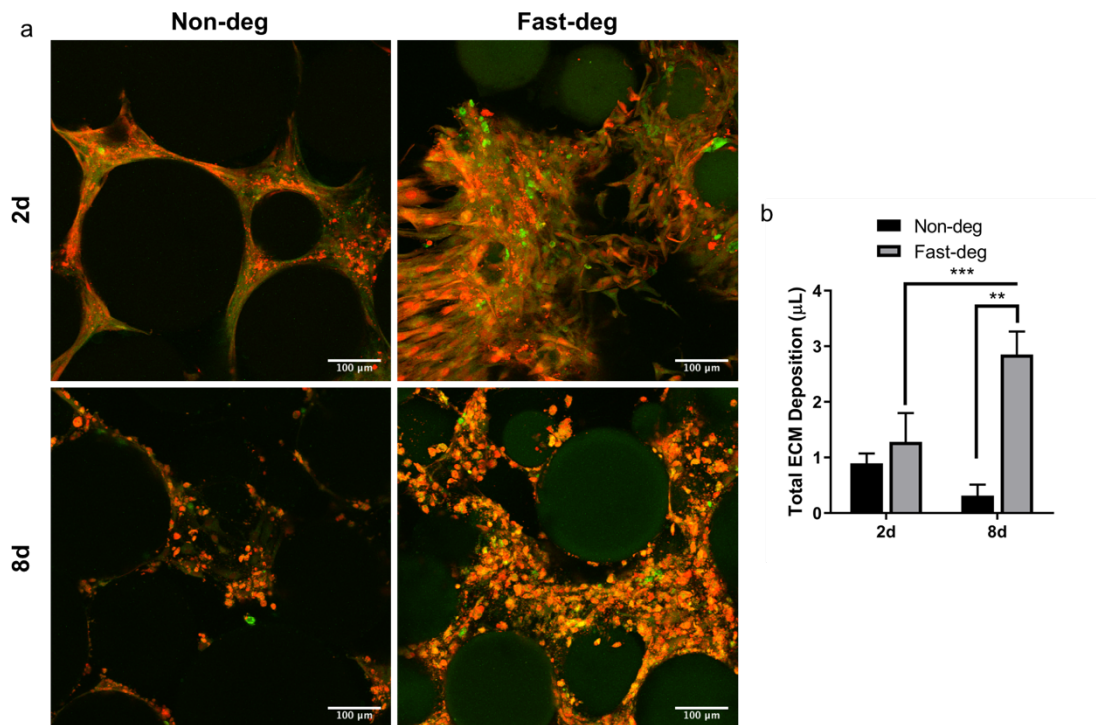 a
Non-deg Fast-deg
2d
100 µm 100 µm
8d
100 µm 100 µm
b
Non-deg
Fast-deg
***
**
Total ECM Deposition (µL)
4
3
2
1
0
2d 8d